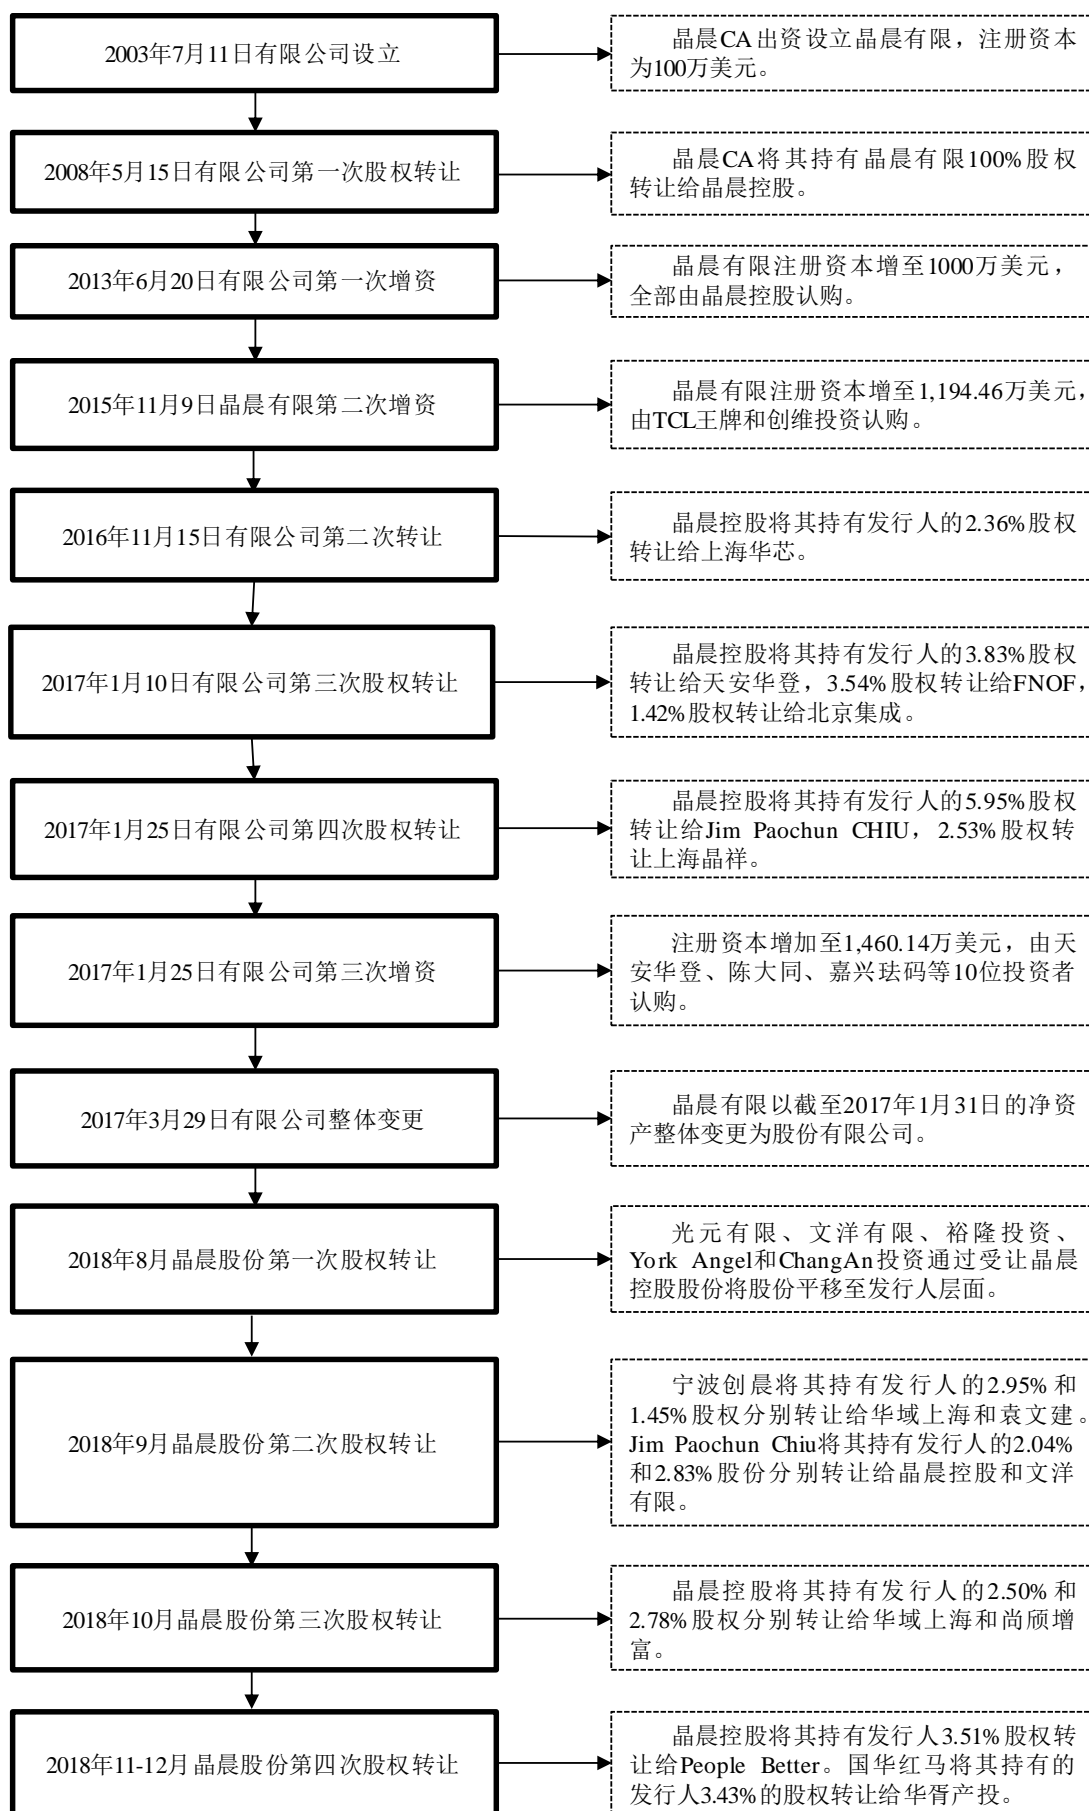 2003年7月11日有限公司设立
晶晨CA出资设立晶晨有限，注册资本
为100万美元。
2008年5月15日有限公司第一次股权转让
晶晨CA将其持有晶晨有限100%股权
转让给晶晨控股。
2013年6月20日有限公司第一次增资
晶晨有限注册资本增至1000万美元，
全部由晶晨控股认购。
2015年11月9日晶晨有限第二次增资
晶晨有限注册资本增至1,194.46万美元，
由TCL王牌和创维投资认购。
2016年11月15日有限公司第二次转让
晶晨控股将其持有发行人的2.36%股权
转让给上海华芯。
2017年1月10日有限公司第三次股权转让
晶晨控股将其持有发行人的3.83%股权
转让给天安华登，3.54%股权转让给FNOF，
1.42%股权转让给北京集成。
2017年1月25日有限公司第四次股权转让
晶晨控股将其持有发行人的5.95%股权
转让给Jim Paochun CHIU，2.53%股权转
让上海晶祥。
2017年1月25日有限公司第三次增资
注册资本增加至1,460.14万美元，由天
安华登、陈大同、嘉兴珐码等10位投资者
认购。
2017年3月29日有限公司整体变更
晶晨有限以截至2017年1月31日的净资
产整体变更为股份有限公司。
2018年8月晶晨股份第一次股权转让
光元有限、文洋有限、裕隆投资、
York Angel和ChangAn投资通过受让晶晨
控股股份将股份平移至发行人层面。
2018年9月晶晨股份第二次股权转让
宁波创晨将其持有发行人的2.95%和
1.45%股权分别转让给华域上海和袁文建。
Jim Paochun Chiu将其持有发行人的2.04%
和2.83%股份分别转让给晶晨控股和文洋
有限。
2018年10月晶晨股份第三次股权转让
晶晨控股将其持有发行人的2.50%和
2.78%股权分别转让给华域上海和尚颀增
富。
2018年11-12月晶晨股份第四次股权转让
晶晨控股将其持有发行人3.51%股权转
让给People Better。国华红马将其持有的
发行人3.43%的股权转让给华胥产投。